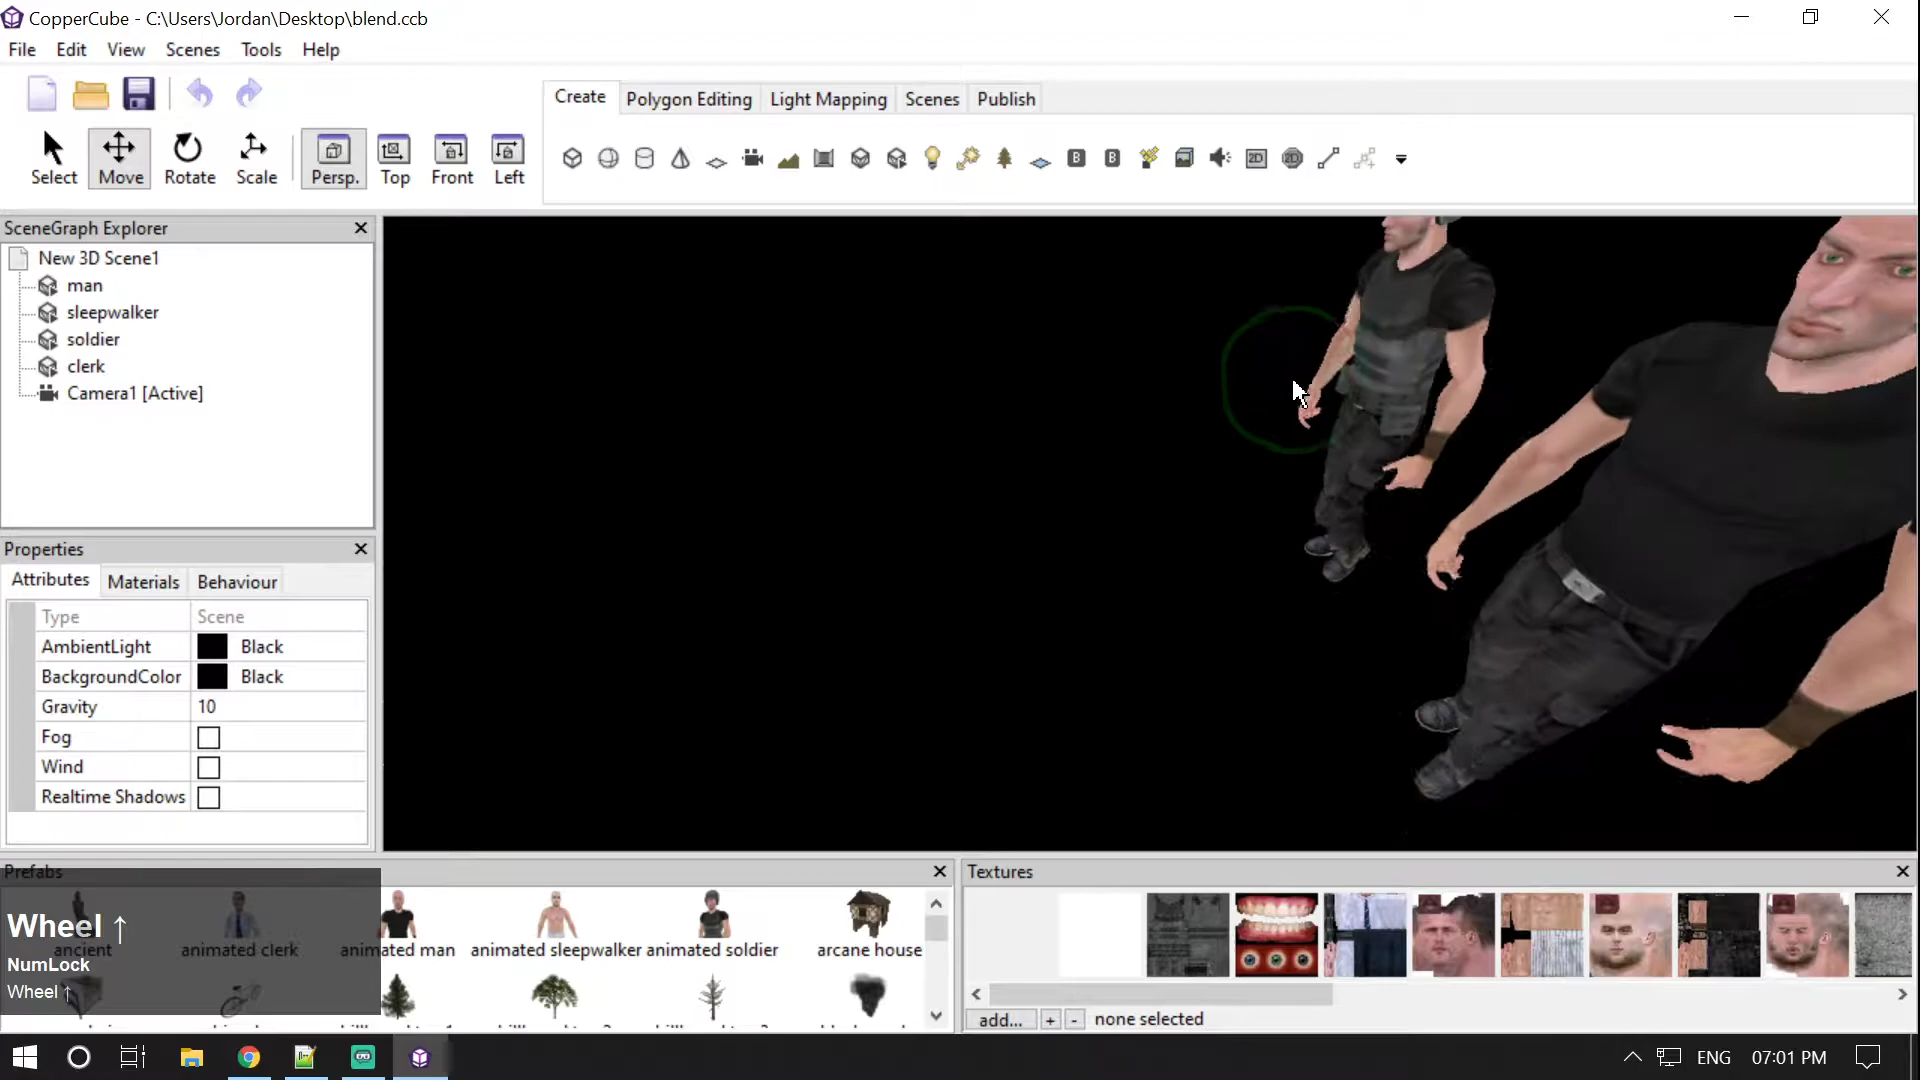 CopperCube - C:\Users\Jordan\Desktop\blend.ccb
File Edit View Scenes Tools Help
Create Polygon Editing Light Mapping Scenes Publish
Select Move Rotate Scale Persp. Top Front Left
B B 2D 2D
SceneGraph Explorer
New 3D Scene1
man
sleepwalker
soldier
clerk
Camera1 [Active]
Properties
Attributes Materials Behaviour
Type Scene
AmbientLight Black
BackgroundColor Black
Gravity 10
Fog
Wind
Realtime Shadows
Prefabs
ancient animated clerk animated man animated sleepwalker animated soldier arcane house
Wheel ↑
NumLock
Wheel ↑
Textures
add... + - none selected
ENG 07:01 PM